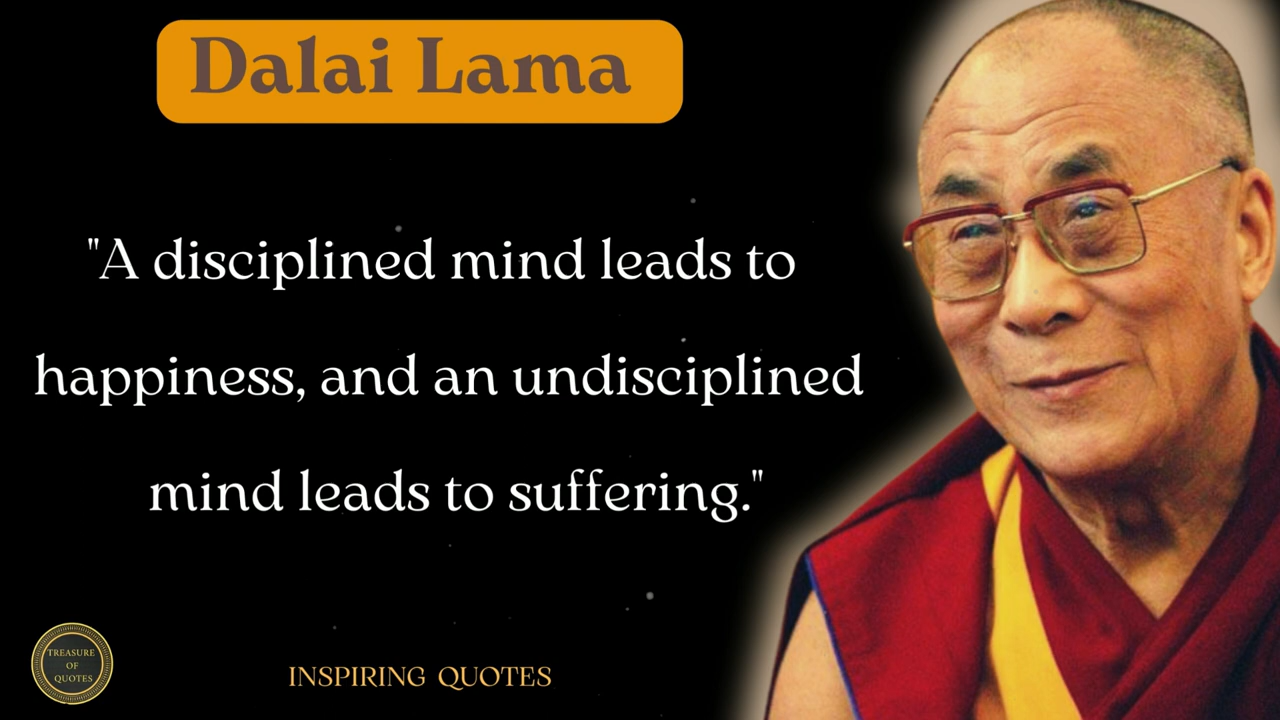 Dalai Lama
"A disciplined mind leads to
happiness, and an undisciplined
mind leads to suffering."
TREASURE
OF
QUOTES
INSPIRING QUOTES